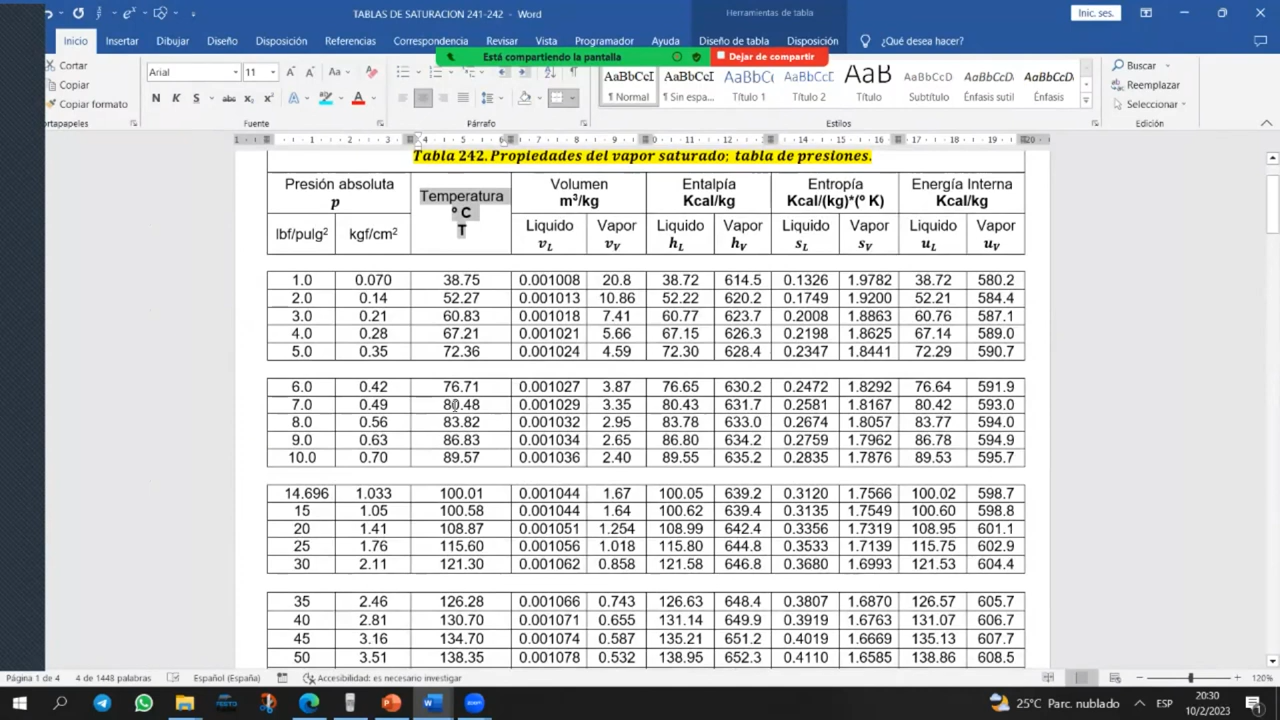 TABLAS DE SATURACION 241-242 - Word
Herramientas de tabla
Inic. ses.
Inicio Insertar Dibujar Diseño Disposición Referencias Correspondencia Revisar Vista Programador Ayuda Diseño de tabla Disposición ¿Qué desea hacer?
Está compartiendo la pantalla Dejar de compartir
Cortar
Copiar
Copiar formato
Arial 11
AaBbCcI AaBbCcI AaBbCc AaBbCcI AaB AaBbCcD AaBbCcD AaBbCcD
¶ Normal ¶ Sin espa... Título 1 Título 2 Título Subtítulo Énfasis sutil Énfasis
Buscar
Reemplazar
Seleccionar
ortapapeles Fuente Párrafo Estilos Edición
Tabla 242. Propiedades del vapor saturado; tabla de presiones.
Presión absoluta p Temperatura º C T Volumen m³/kg Entalpía Kcal/kg Entropía Kcal/(kg)*(º K) Energía Interna Kcal/kg
lbf/pulg² kgf/cm² Liquido v_L Vapor v_V Liquido h_L Vapor h_V Liquido s_L Vapor s_V Liquido u_L Vapor u_V
1.0 0.070 38.75 0.001008 20.8 38.72 614.5 0.1326 1.9782 38.72 580.2
2.0 0.14 52.27 0.001013 10.86 52.22 620.2 0.1749 1.9200 52.21 584.4
3.0 0.21 60.83 0.001018 7.41 60.77 623.7 0.2008 1.8863 60.76 587.1
4.0 0.28 67.21 0.001021 5.66 67.15 626.3 0.2198 1.8625 67.14 589.0
5.0 0.35 72.36 0.001024 4.59 72.30 628.4 0.2347 1.8441 72.29 590.7
6.0 0.42 76.71 0.001027 3.87 76.65 630.2 0.2472 1.8292 76.64 591.9
7.0 0.49 80.48 0.001029 3.35 80.43 631.7 0.2581 1.8167 80.42 593.0
8.0 0.56 83.82 0.001032 2.95 83.78 633.0 0.2674 1.8057 83.77 594.0
9.0 0.63 86.83 0.001034 2.65 86.80 634.2 0.2759 1.7962 86.78 594.9
10.0 0.70 89.57 0.001036 2.40 89.55 635.2 0.2835 1.7876 89.53 595.7
14.696 1.033 100.01 0.001044 1.67 100.05 639.2 0.3120 1.7566 100.02 598.7
15 1.05 100.58 0.001044 1.64 100.62 639.4 0.3135 1.7549 100.60 598.8
20 1.41 108.87 0.001051 1.254 108.99 642.4 0.3356 1.7319 108.95 601.1
25 1.76 115.60 0.001056 1.018 115.80 644.8 0.3533 1.7139 115.75 602.9
30 2.11 121.30 0.001062 0.858 121.58 646.8 0.3680 1.6993 121.53 604.4
35 2.46 126.28 0.001066 0.743 126.63 648.4 0.3807 1.6870 126.57 605.7
40 2.81 130.70 0.001071 0.655 131.14 649.9 0.3919 1.6763 131.07 606.7
45 3.16 134.70 0.001074 0.587 135.21 651.2 0.4019 1.6669 135.13 607.7
50 3.51 138.35 0.001078 0.532 138.95 652.3 0.4110 1.6585 138.86 608.5
Página 1 de 4 4 de 1448 palabras Español (España) Accesibilidad: es necesario investigar 120%
25°C Parc. nublado ESP 20:30
10/2/2023